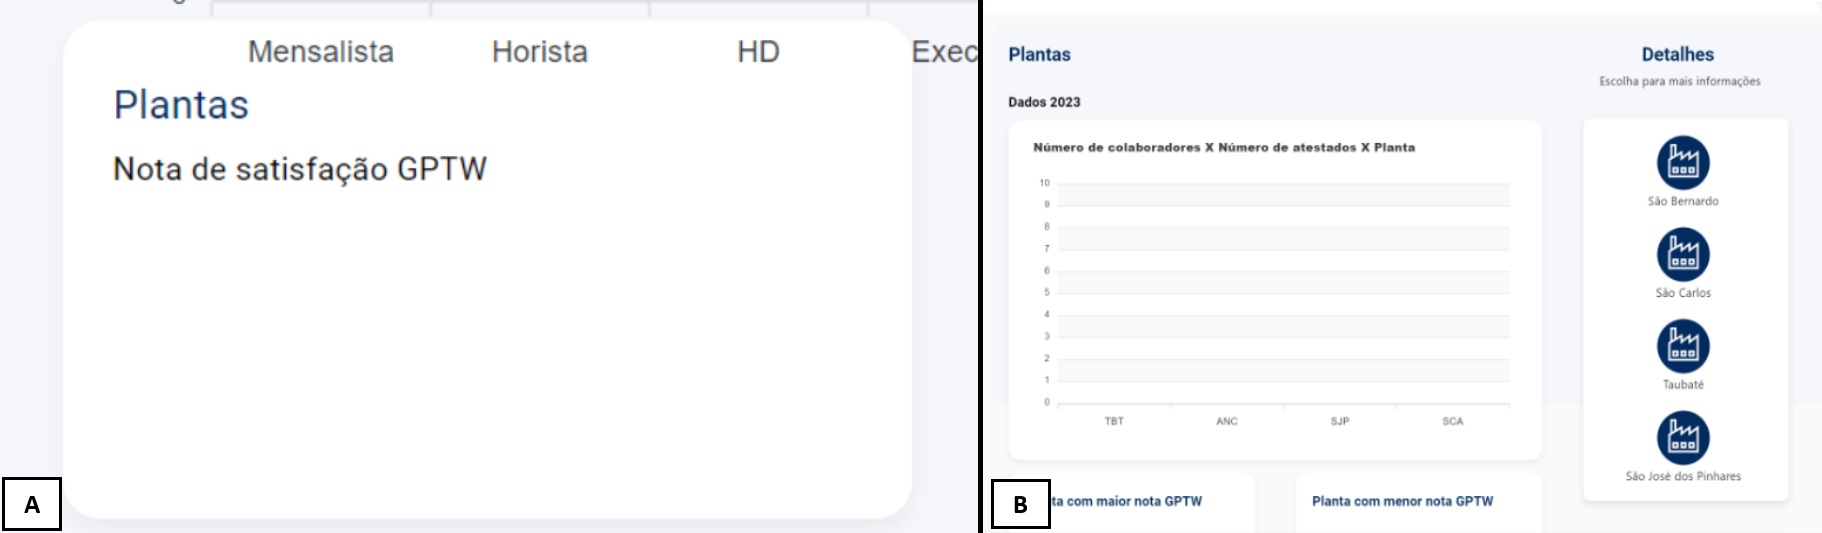 Mensalista Horista HD Exec
Plantas
Nota de satisfação GPTW
A
Plantas
Dados 2023
Número de colaboradores X Número de atestados X Planta
10
9
8
7
6
5
4
3
2
1
0
TBT ANC SJP SCA
ta com maior nota GPTW
Planta com menor nota GPTW
B
Detalhes
Escolha para mais informações
São Bernardo
São Carlos
Taubaté
São José dos Pinhares